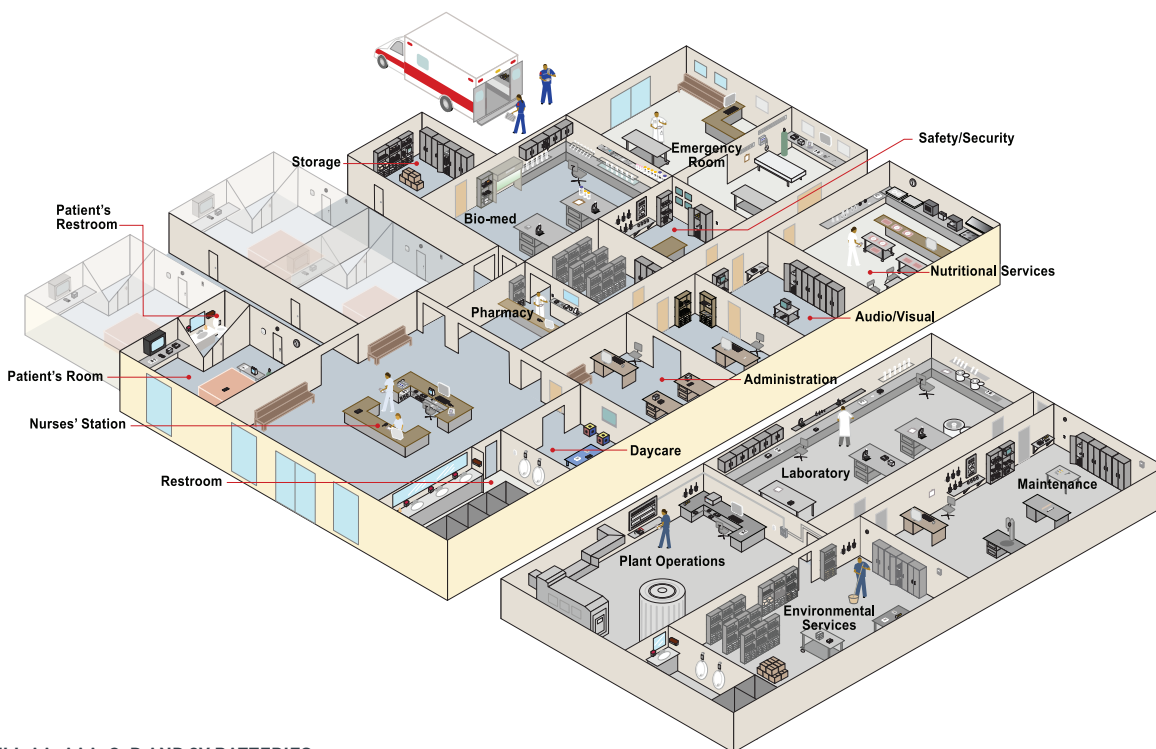 Safety/Security
Emergency
Room
Storage
Patient's
Restroom
Bio-med
Nutritional Services
Pharmacy
Audio/Visual
Patient's Room
Administration
Nurses' Station
Daycare
Restroom
Laboratory
Maintenance
Plant Operations
Environmental
Services